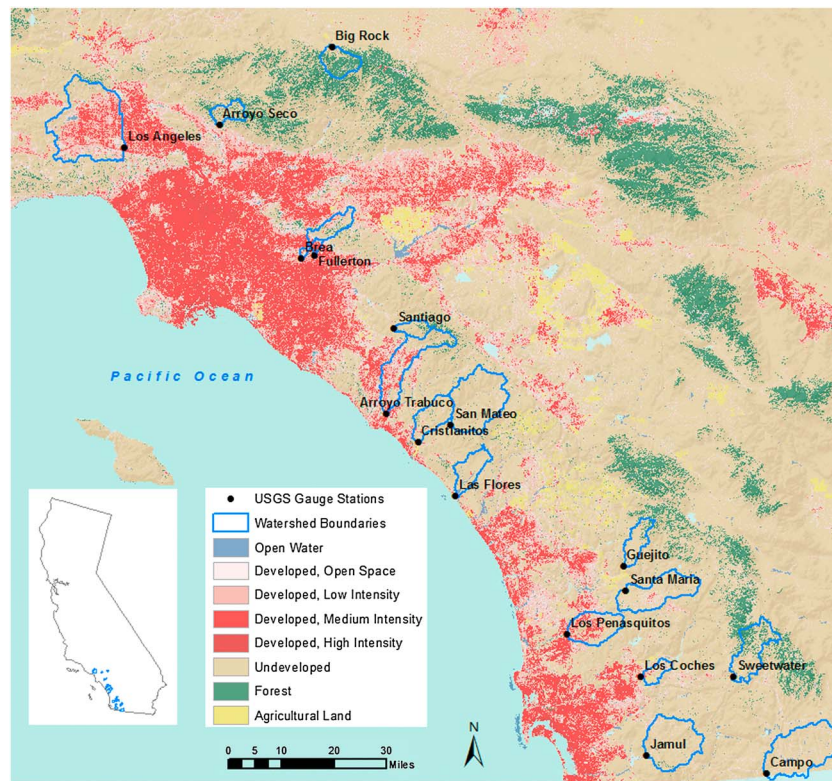 Big Rock
Arroyo Seco
Los Angeles
Brea
Fullerton
Santiago
Pacific Ocean
Arroyo Trabuco
San Mateo
Cristianitos
Las Flores
USGS Gauge Stations
Watershed Boundaries
Open Water
Developed, Open Space
Developed, Low Intensity
Developed, Medium Intensity
Developed, High Intensity
Undeveloped
Forest
Agricultural Land
Guejito
Santa Maria
Los Penasquitos
Los Coches
Sweetwater
Jamul
Campo
N
0 5 10 20 30
Miles